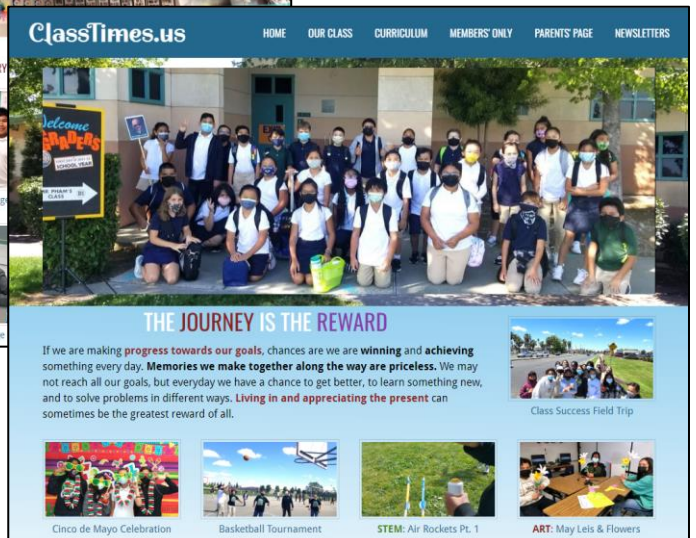 ClassTimes.us
HOME OUR CLASS CURRICULUM MEMBERS' ONLY PARENTS' PAGE NEWSLETTERS
Welcome
GRADERS
SCHOOL YEAR
MR. PHAM'S
CLASS
THE JOURNEY IS THE REWARD
If we are making progress towards our goals, chances are we are winning and achieving
something every day. Memories we make together along the way are priceless. We may
not reach all our goals, but everyday we have a chance to get better, to learn something new,
and to solve problems in different ways. Living in and appreciating the present can
sometimes be the greatest reward of all.
Class Success Field Trip
Cinco de Mayo Celebration
Basketball Tournament
STEM: Air Rockets Pt. 1
ART: May Leis & Flowers